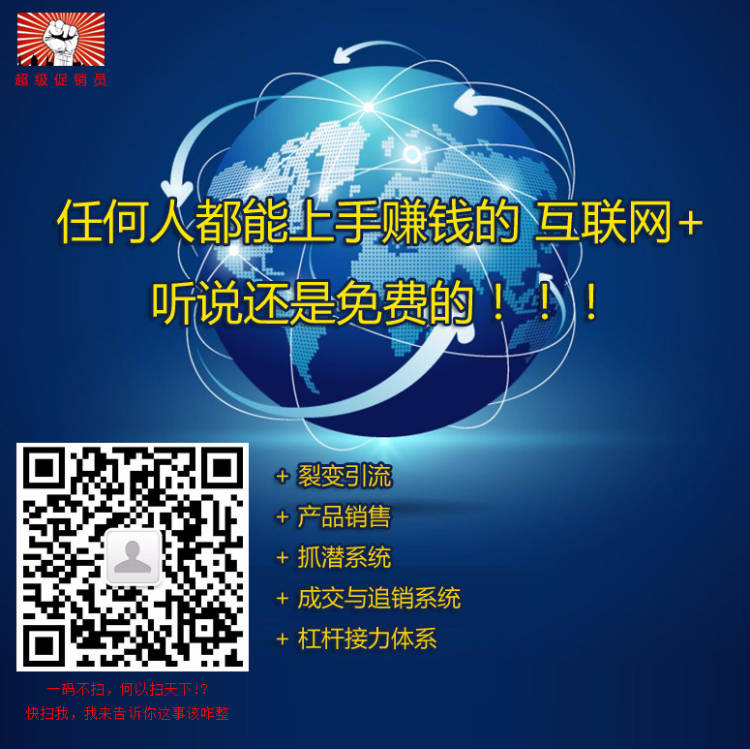 超级促销员
任何人都能上手赚钱的 互联网+
听说还是免费的！！！
+ 裂变引流
+ 产品销售
+ 抓潜系统
+ 成交与追销系统
+ 杠杆接力体系
一码不扫，何以扫天下!?
快扫我，我来告诉你这事该咋整